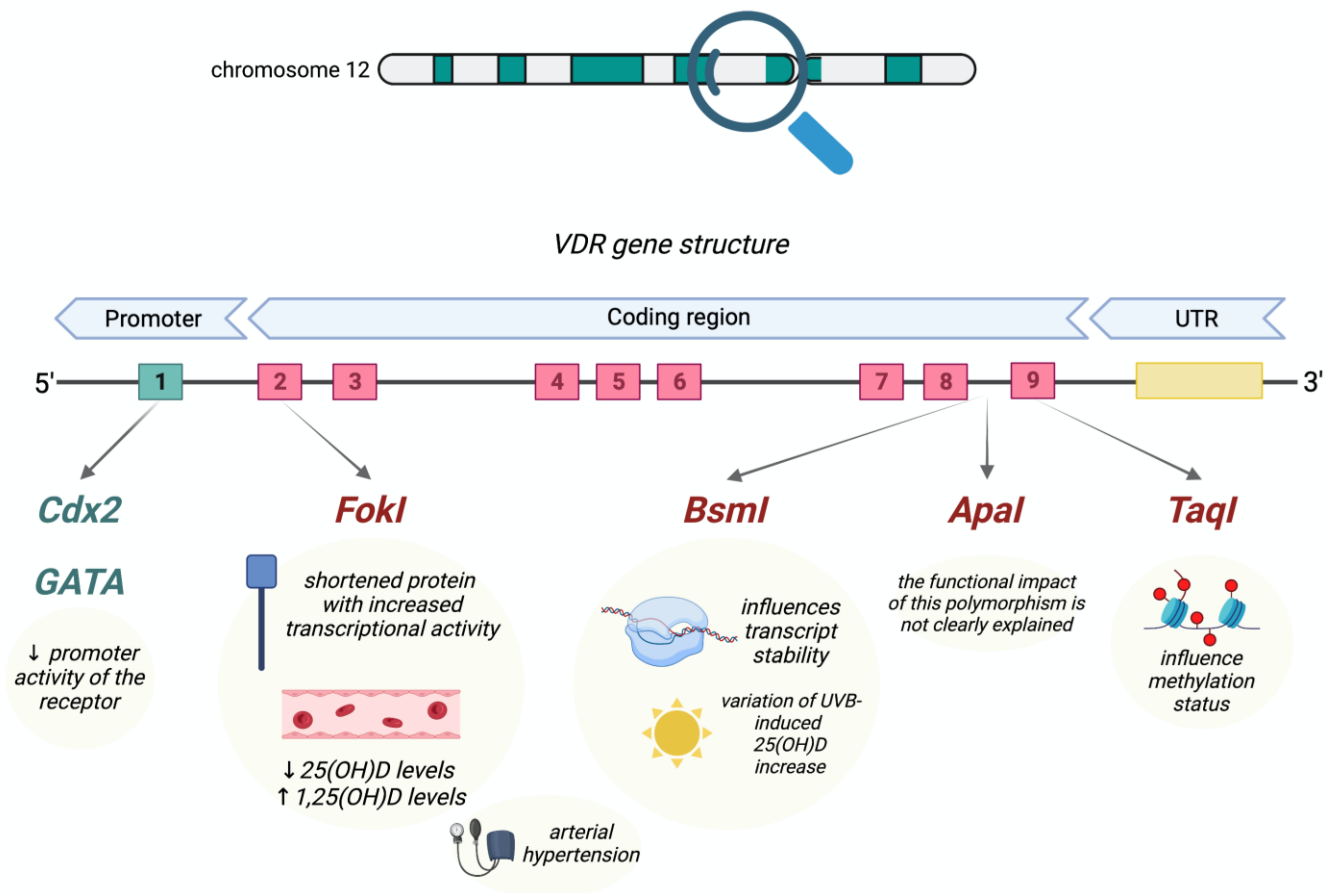 chromosome 12
VDR gene structure
Promoter
Coding region
UTR
5'
1
2
3
4
5
6
7
8
9
3'
Cdx2
GATA
↓ promoter
activity of the
receptor
FokI
shortened protein
with increased
transcriptional activity
↓ 25(OH)D levels
↑ 1,25(OH)D levels
arterial
hypertension
BsmI
influences
transcript
stability
variation of UVB-
induced
25(OH)D
increase
ApaI
the functional impact
of this polymorphism is
not clearly explained
TaqI
influence
methylation
status